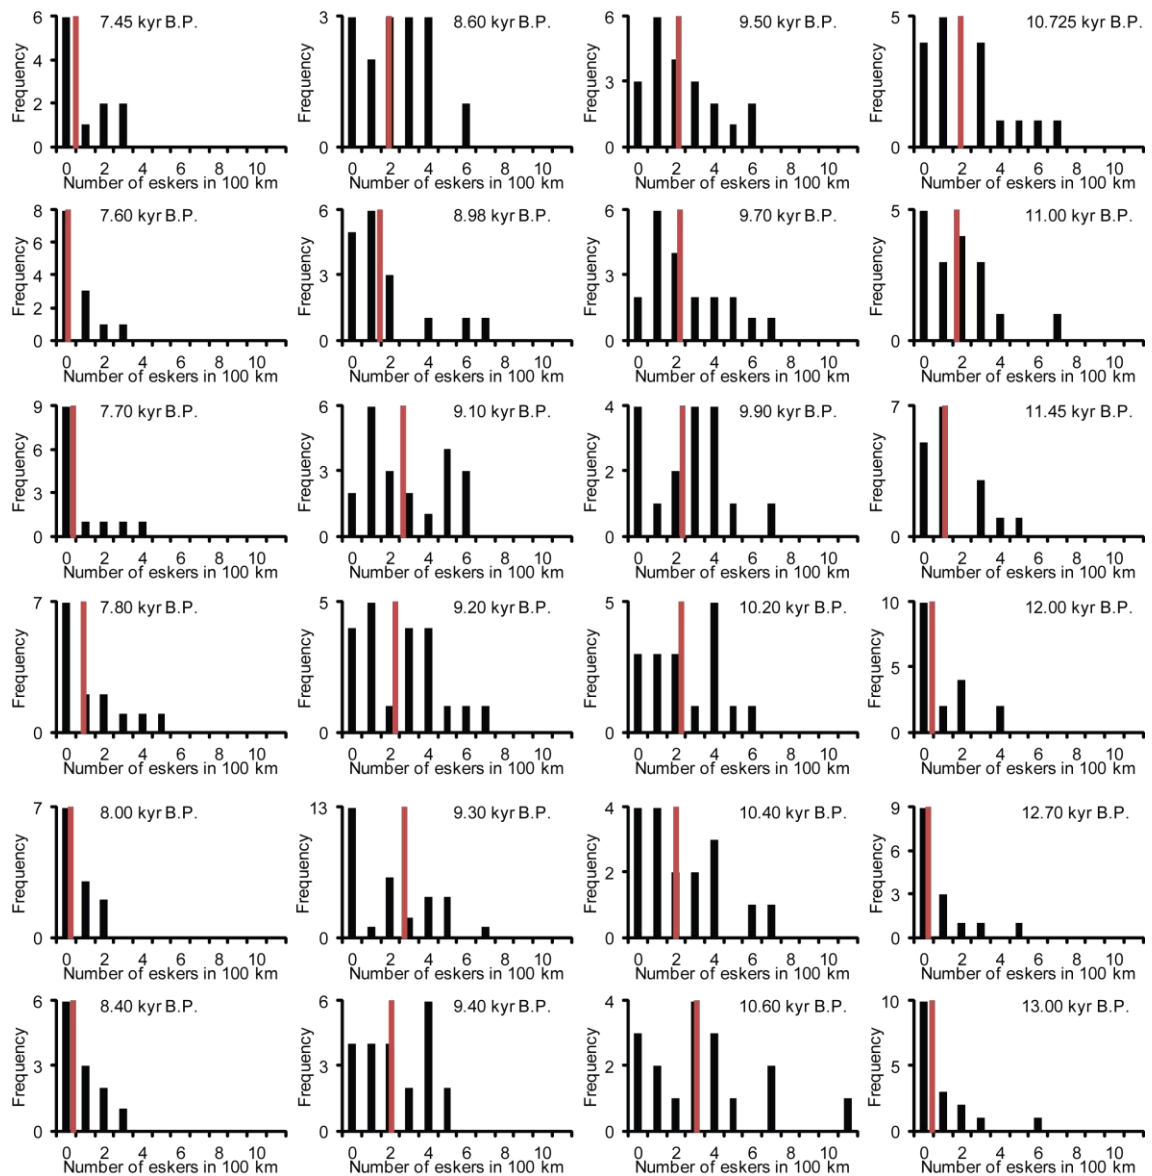 7.45 kyr B.P.
Frequency
6
4
2
0
0 2 4 6 8 10
Number of eskers in 100 km
8.60 kyr B.P.
Frequency
3
0
0 2 4 6 8 10
Number of eskers in 100 km
9.50 kyr B.P.
Frequency
6
3
0
0 2 4 6 8 10
Number of eskers in 100 km
10.725 kyr B.P.
Frequency
5
0
0 2 4 6 8 10
Number of eskers in 100 km
7.60 kyr B.P.
Frequency
8
6
4
2
0
0 2 4 6 8 10
Number of eskers in 100 km
8.98 kyr B.P.
Frequency
6
3
0
0 2 4 6 8 10
Number of eskers in 100 km
9.70 kyr B.P.
Frequency
6
3
0
0 2 4 6 8 10
Number of eskers in 100 km
11.00 kyr B.P.
Frequency
5
0
0 2 4 6 8 10
Number of eskers in 100 km
7.70 kyr B.P.
Frequency
9
6
3
0
0 2 4 6 8 10
Number of eskers in 100 km
9.10 kyr B.P.
Frequency
6
3
0
0 2 4 6 8 10
Number of eskers in 100 km
9.90 kyr B.P.
Frequency
4
2
0
0 2 4 6 8 10
Number of eskers in 100 km
11.45 kyr B.P.
Frequency
7
0
0 2 4 6 8 10
Number of eskers in 100 km
7.80 kyr B.P.
Frequency
7
0
0 2 4 6 8 10
Number of eskers in 100 km
9.20 kyr B.P.
Frequency
5
0
0 2 4 6 8 10
Number of eskers in 100 km
10.20 kyr B.P.
Frequency
5
0
0 2 4 6 8 10
Number of eskers in 100 km
12.00 kyr B.P.
Frequency
10
5
0
0 2 4 6 8 10
Number of eskers in 100 km
8.00 kyr B.P.
Frequency
7
0
0 2 4 6 8 10
Number of eskers in 100 km
9.30 kyr B.P.
Frequency
13
0
0 2 4 6 8 10
Number of eskers in 100 km
10.40 kyr B.P.
Frequency
4
2
0
0 2 4 6 8 10
Number of eskers in 100 km
12.70 kyr B.P.
Frequency
9
6
3
0
0 2 4 6 8 10
Number of eskers in 100 km
8.40 kyr B.P.
Frequency
6
3
0
0 2 4 6 8 10
Number of eskers in 100 km
9.40 kyr B.P.
Frequency
6
3
0
0 2 4 6 8 10
Number of eskers in 100 km
10.60 kyr B.P.
Frequency
4
2
0
0 2 4 6 8 10
Number of eskers in 100 km
13.00 kyr B.P.
Frequency
10
5
0
0 2 4 6 8 10
Number of eskers in 100 km